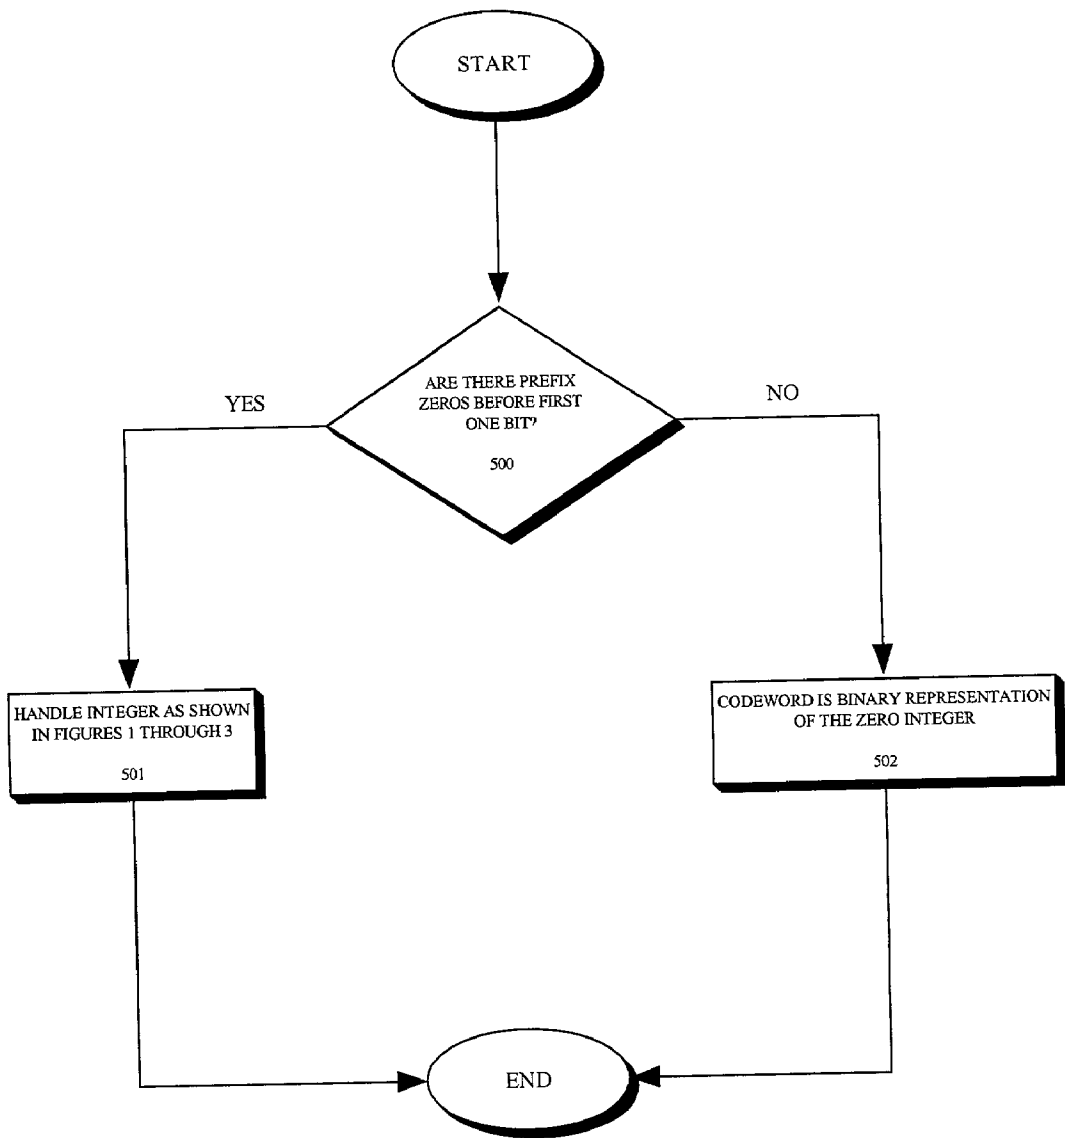 START
ARE THERE PREFIX
ZEROS BEFORE FIRST
ONE BIT?
500
YES
NO
HANDLE INTEGER AS SHOWN
IN FIGURES 1 THROUGH 3
501
CODEWORD IS BINARY REPRESENTATION
OF THE ZERO INTEGER
502
END